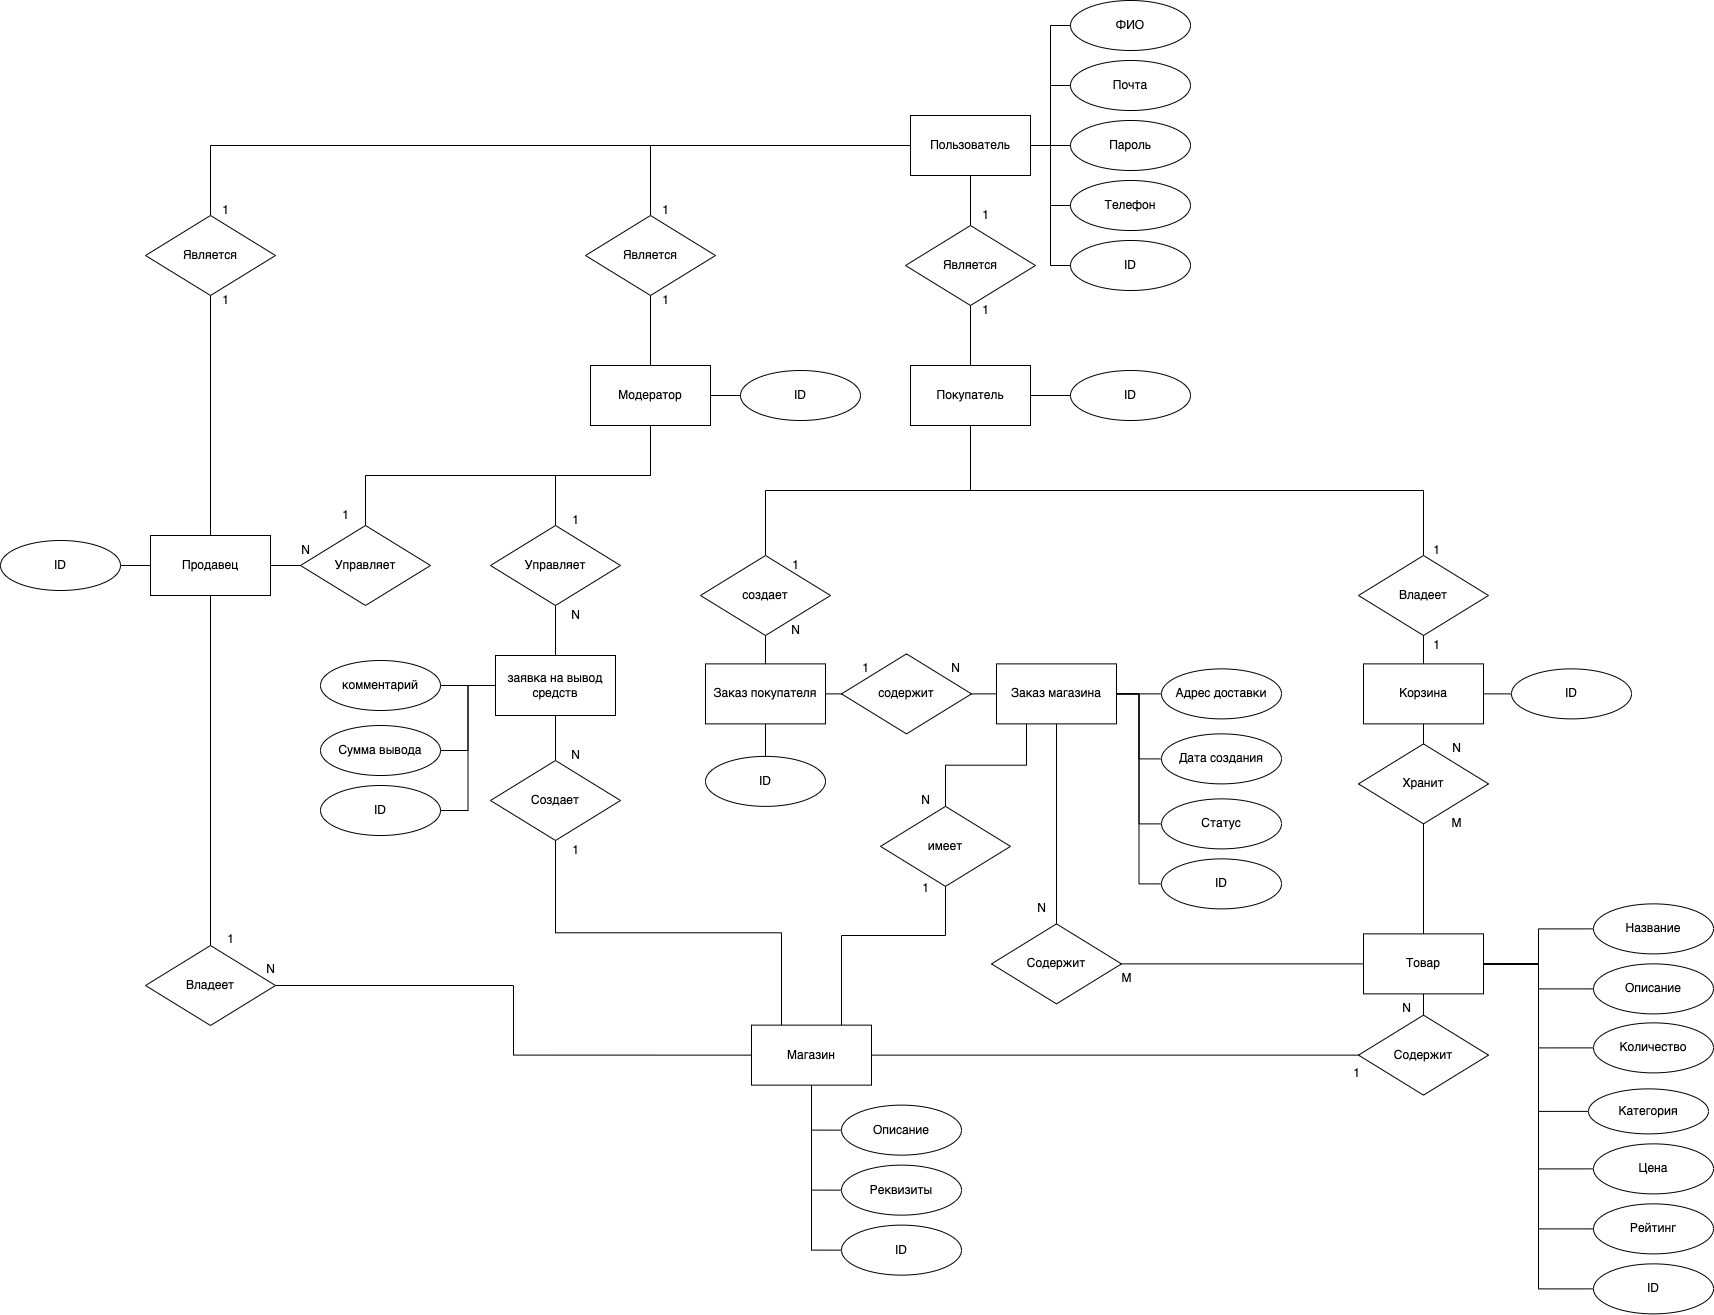 ФИО
Почта
Пользователь
Пароль
Телефон
1
1
1
Является
Является
Является
ID
1
1
1
Модератор
ID
Покупатель
ID
1
1
N
1
ID
Продавец
Управляет
Управляет
1
создает
Владеет
N
N
1
комментарий
заявка на вывод
средств
Заказ покупателя
1
содержит
N
Заказ магазина
Адрес доставки
Корзина
ID
Сумма вывода
N
Дата создания
N
ID
Хранит
ID
Создает
N
Статус
M
1
имеет
1
ID
N
1
Владеет
N
Содержит
M
Товар
Название
Описание
N
Магазин
Содержит
1
Количество
Описание
Категория
Реквизиты
Цена
ID
Рейтинг
ID